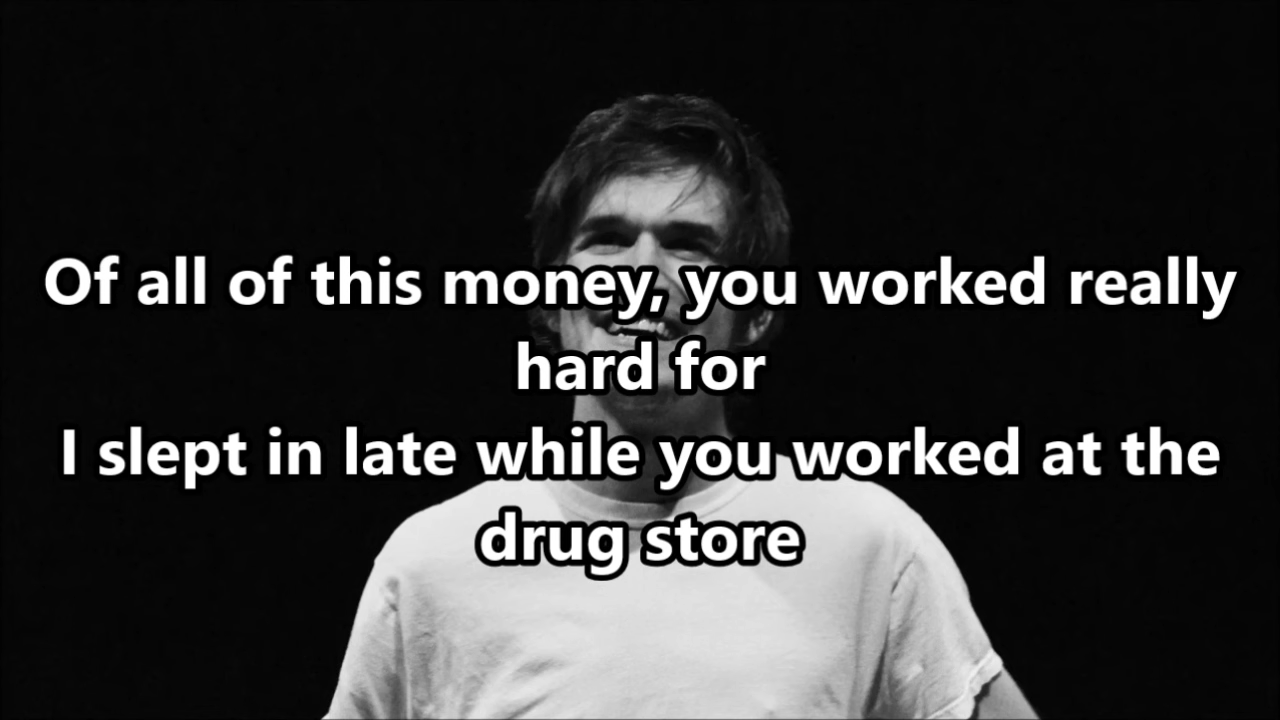 Of all of this money, you worked really
hard for
I slept in late while you worked at the
drug store